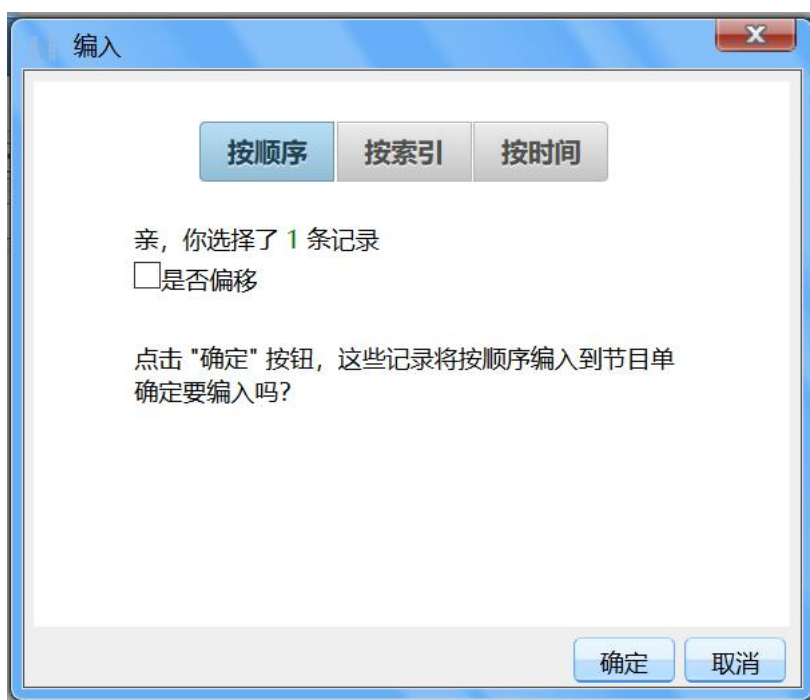 编入
按顺序 按索引 按时间
亲，你选择了 1 条记录
是否偏移
点击 "确定" 按钮，这些记录将按顺序编入到节目单
确定要编入吗？
确定 取消